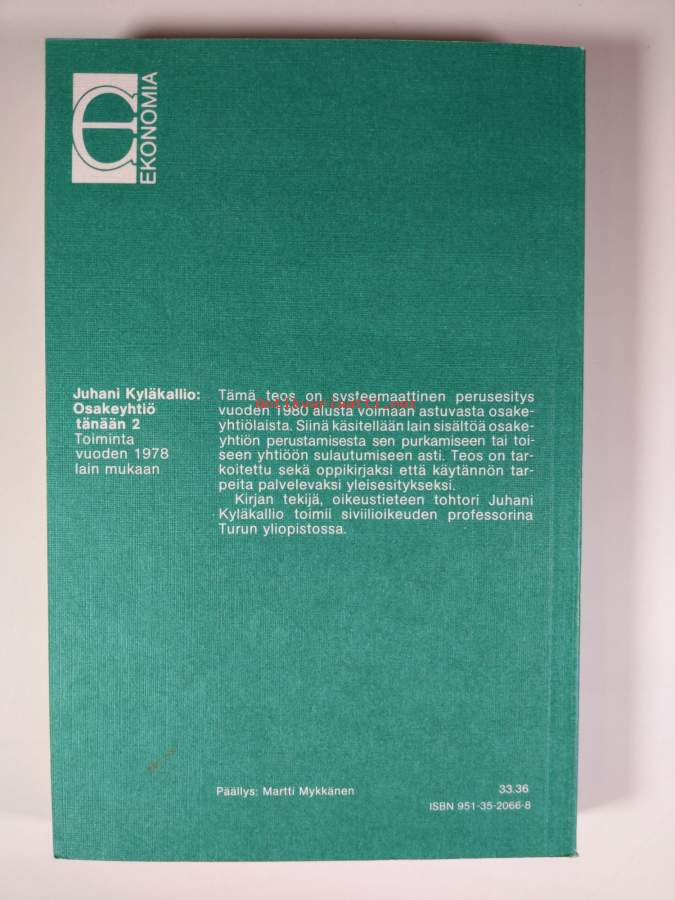 EKONOMIA
Juhani Kyläkallio:
Osakeyhtiö
tänään 2
Toiminta
vuoden 1978
lain mukaan
Tämä teos on systeemaattinen perusesitys
vuoden 1980 alusta voimaan astuvasta osake-
yhtiölaista. Siinä käsitellään lain sisältöä osake-
yhtiön perustamisesta sen purkamiseen tai toi-
seen yhtiöön sulautumiseen asti. Teos on tar-
koitettu sekä oppikirjaksi että käytännön tar-
peita palvelevaksi yleisesitykseksi.
Kirjan tekijä, oikeustieteen tohtori Juhani
Kyläkallio toimii siviilioikeuden professorina
Turun yliopistossa.
Päällys: Martti Mykkänen
33.36
ISBN 951-35-2066-8